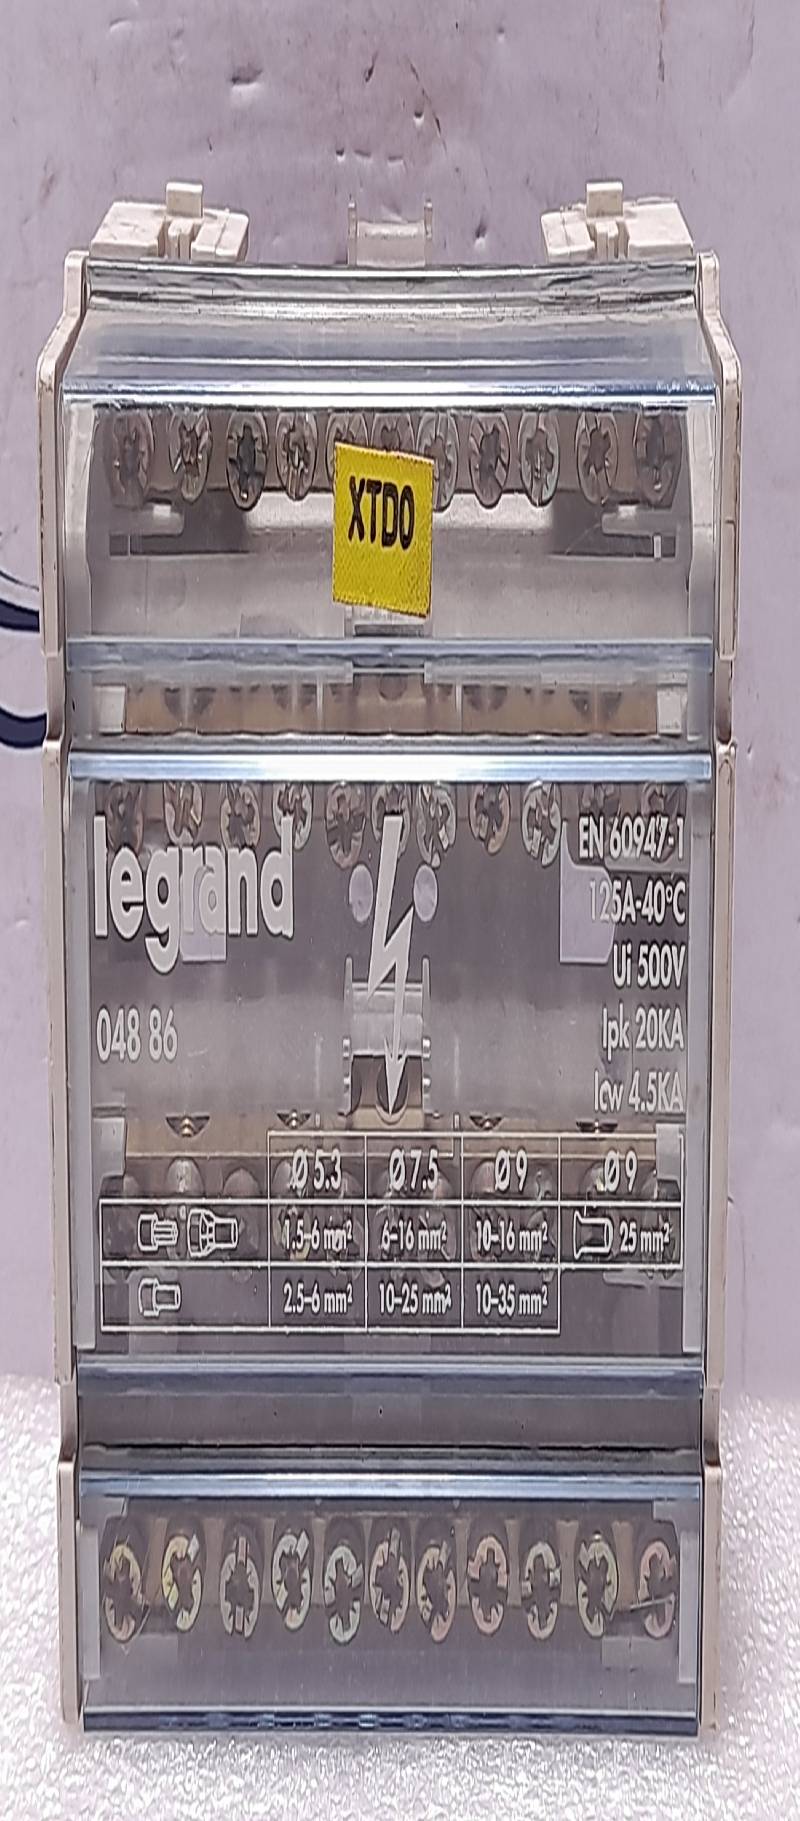 XTD0
legrand
EN 60947-1
125A-40°C
Ui 500V
048 86
Ipk 20KA
Icw 4.5KA
Ø 5.3 Ø 7.5 Ø 9 Ø 9
1.5-6 mm² 6-16 mm² 10-16 mm² 25 mm²
2.5-6 mm² 10-25 mm² 10-35 mm²